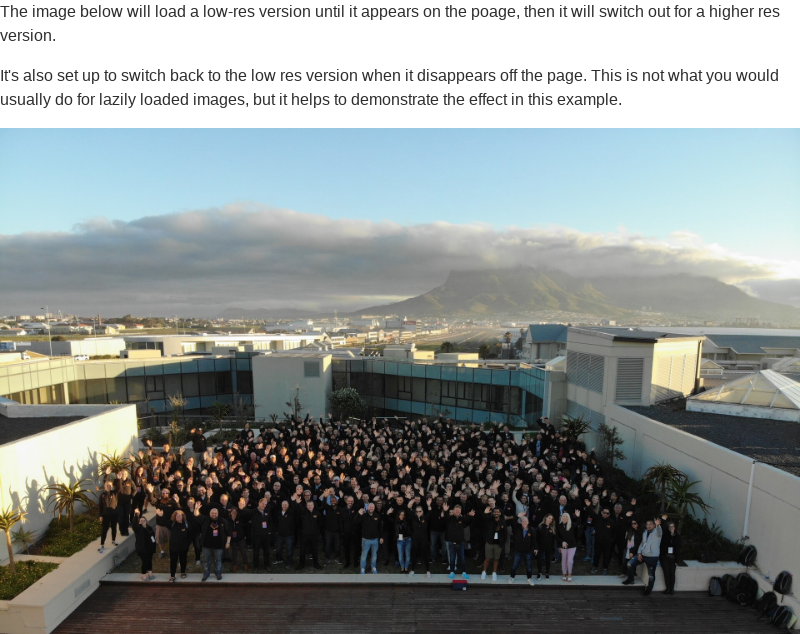 The image below will load a low-res version until it appears on the poage, then it will switch out for a higher res
version.
It's also set up to switch back to the low res version when it disappears off the page. This is not what you would
usually do for lazily loaded images, but it helps to demonstrate the effect in this example.